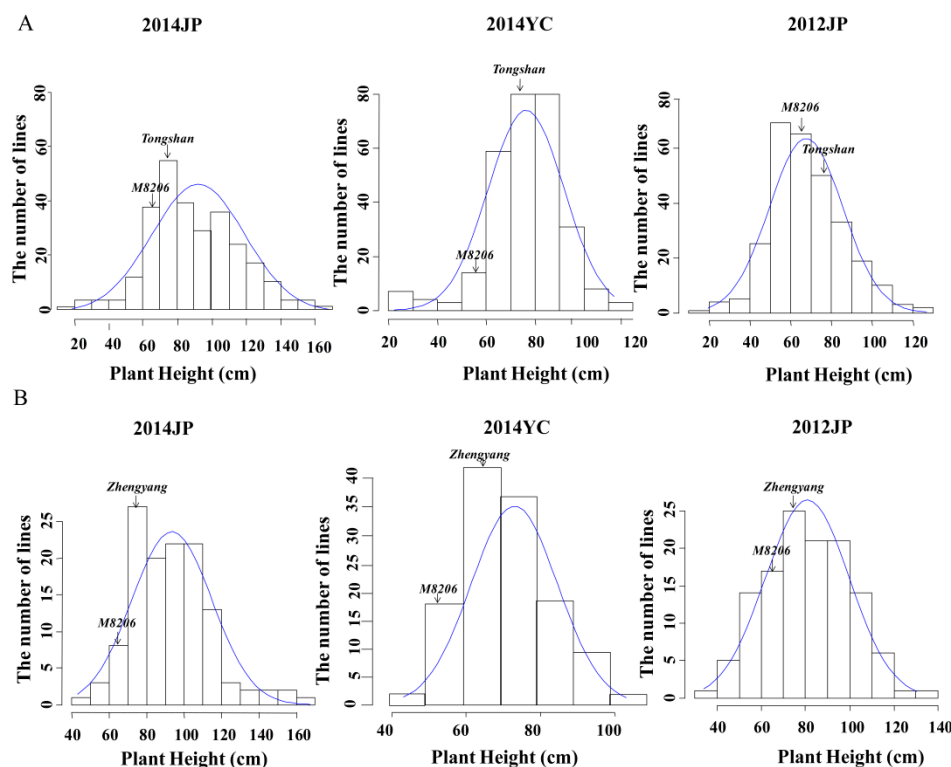 A
2014JP
2014YC
2012JP
Tongshan
M8206
Tongshan
M8206
M8206
Tongshan
The number of lines
0 20 40 60 80
20 40 60 80 100 120 140 160
Plant Height (cm)
The number of lines
0 20 40 60 80
20 40 60 80 100 120
Plant Height (cm)
The number of lines
0 20 40 60 80
20 40 60 80 100 120
Plant Height (cm)
B
2014JP
2014YC
2012JP
Zhengyang
M8206
Zhengyang
M8206
Zhengyang
M8206
The number of lines
0 5 15 25
40 60 80 100 120 140 160
Plant Height (cm)
The number of lines
0 5 10 15 20 25 30 35 40
40 60 80 100
Plant Height (cm)
The number of lines
0 5 10 15 20 25
40 60 80 100 120 140
Plant Height (cm)